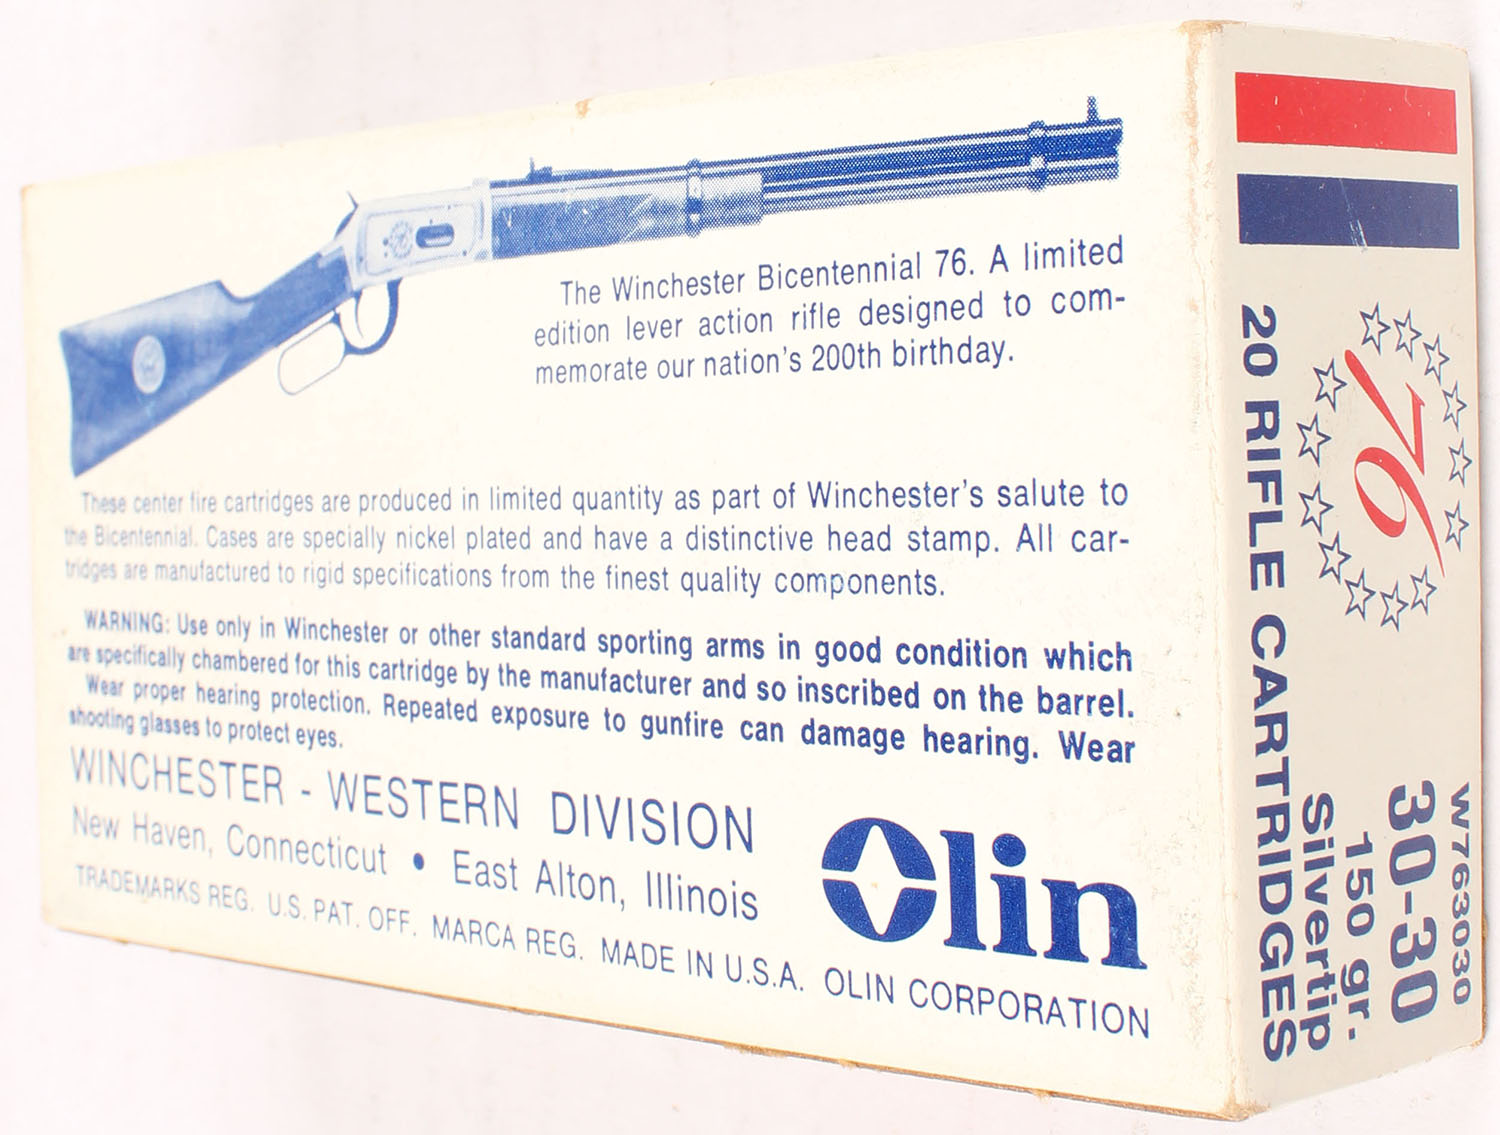 The Winchester Bicentennial 76. A limited
edition lever action rifle designed to com-
memorate our nation's 200th birthday.
These center fire cartridges are produced in limited quantity as part of Winchester's salute to
the Bicentennial. Cases are specially nickel plated and have a distinctive head stamp. All car-
tridges are manufactured to rigid specifications from the finest quality components.
WARNING: Use only in Winchester or other standard sporting arms in good condition which
are specifically chambered for this cartridge by the manufacturer and so inscribed on the barrel.
Wear proper hearing protection. Repeated exposure to gunfire can damage hearing. Wear
shooting glasses to protect eyes.
WINCHESTER - WESTERN DIVISION
New Haven, Connecticut • East Alton, Illinois
Olin
TRADEMARKS REG. U.S. PAT. OFF. MARCA REG. MADE IN U.S.A. OLIN CORPORATION
76
W763030
30-30
150 gr.
Silvertip
20 RIFLE CARTRIDGES